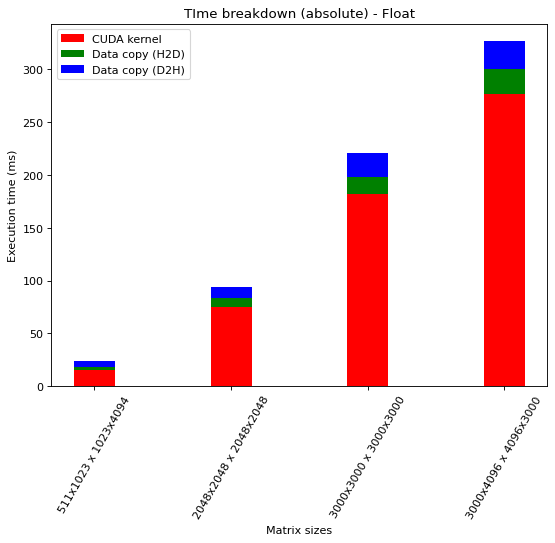 TIme breakdown (absolute) - Float
CUDA kernel
Data copy (H2D)
Data copy (D2H)
Execution time (ms)
300
250
200
150
100
50
0
511x1023 x 1023x4094
2048x2048 x 2048x2048
3000x3000 x 3000x3000
3000x4096 x 4096x3000
Matrix sizes